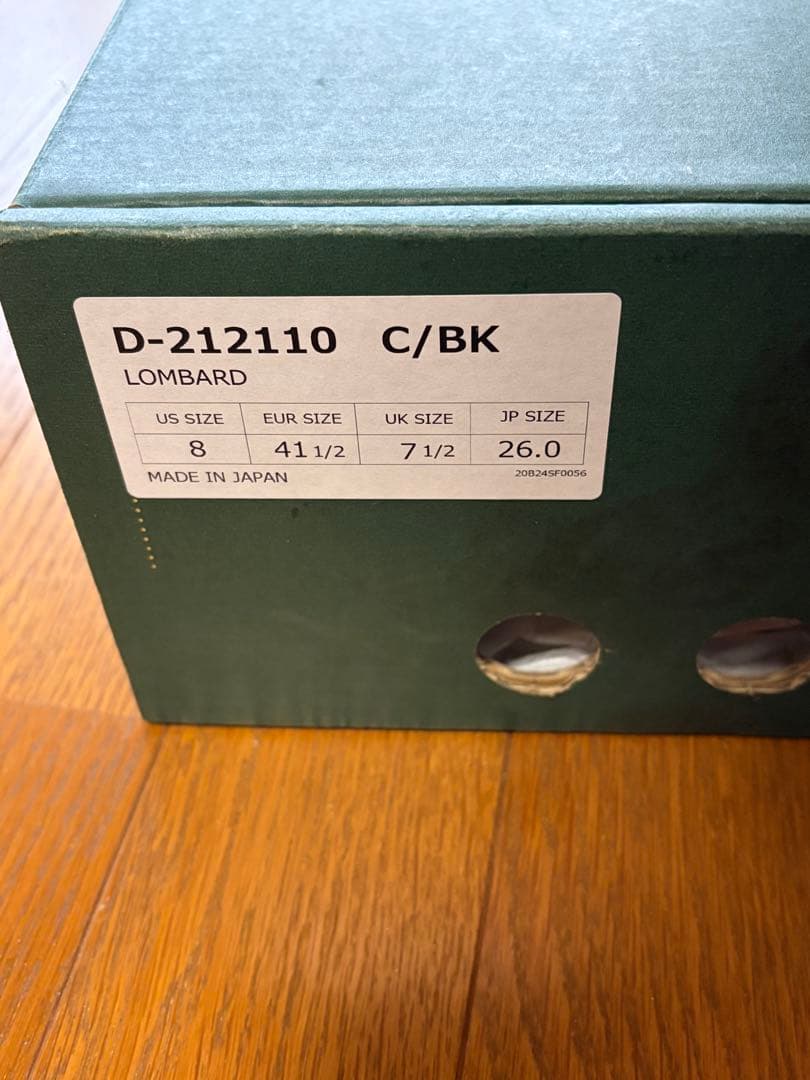 D-212110 C/BK
LOMBARD
US SIZE EUR SIZE UK SIZE JP SIZE
8 41 1/2 7 1/2 26.0
MADE IN JAPAN 20B24SF0056